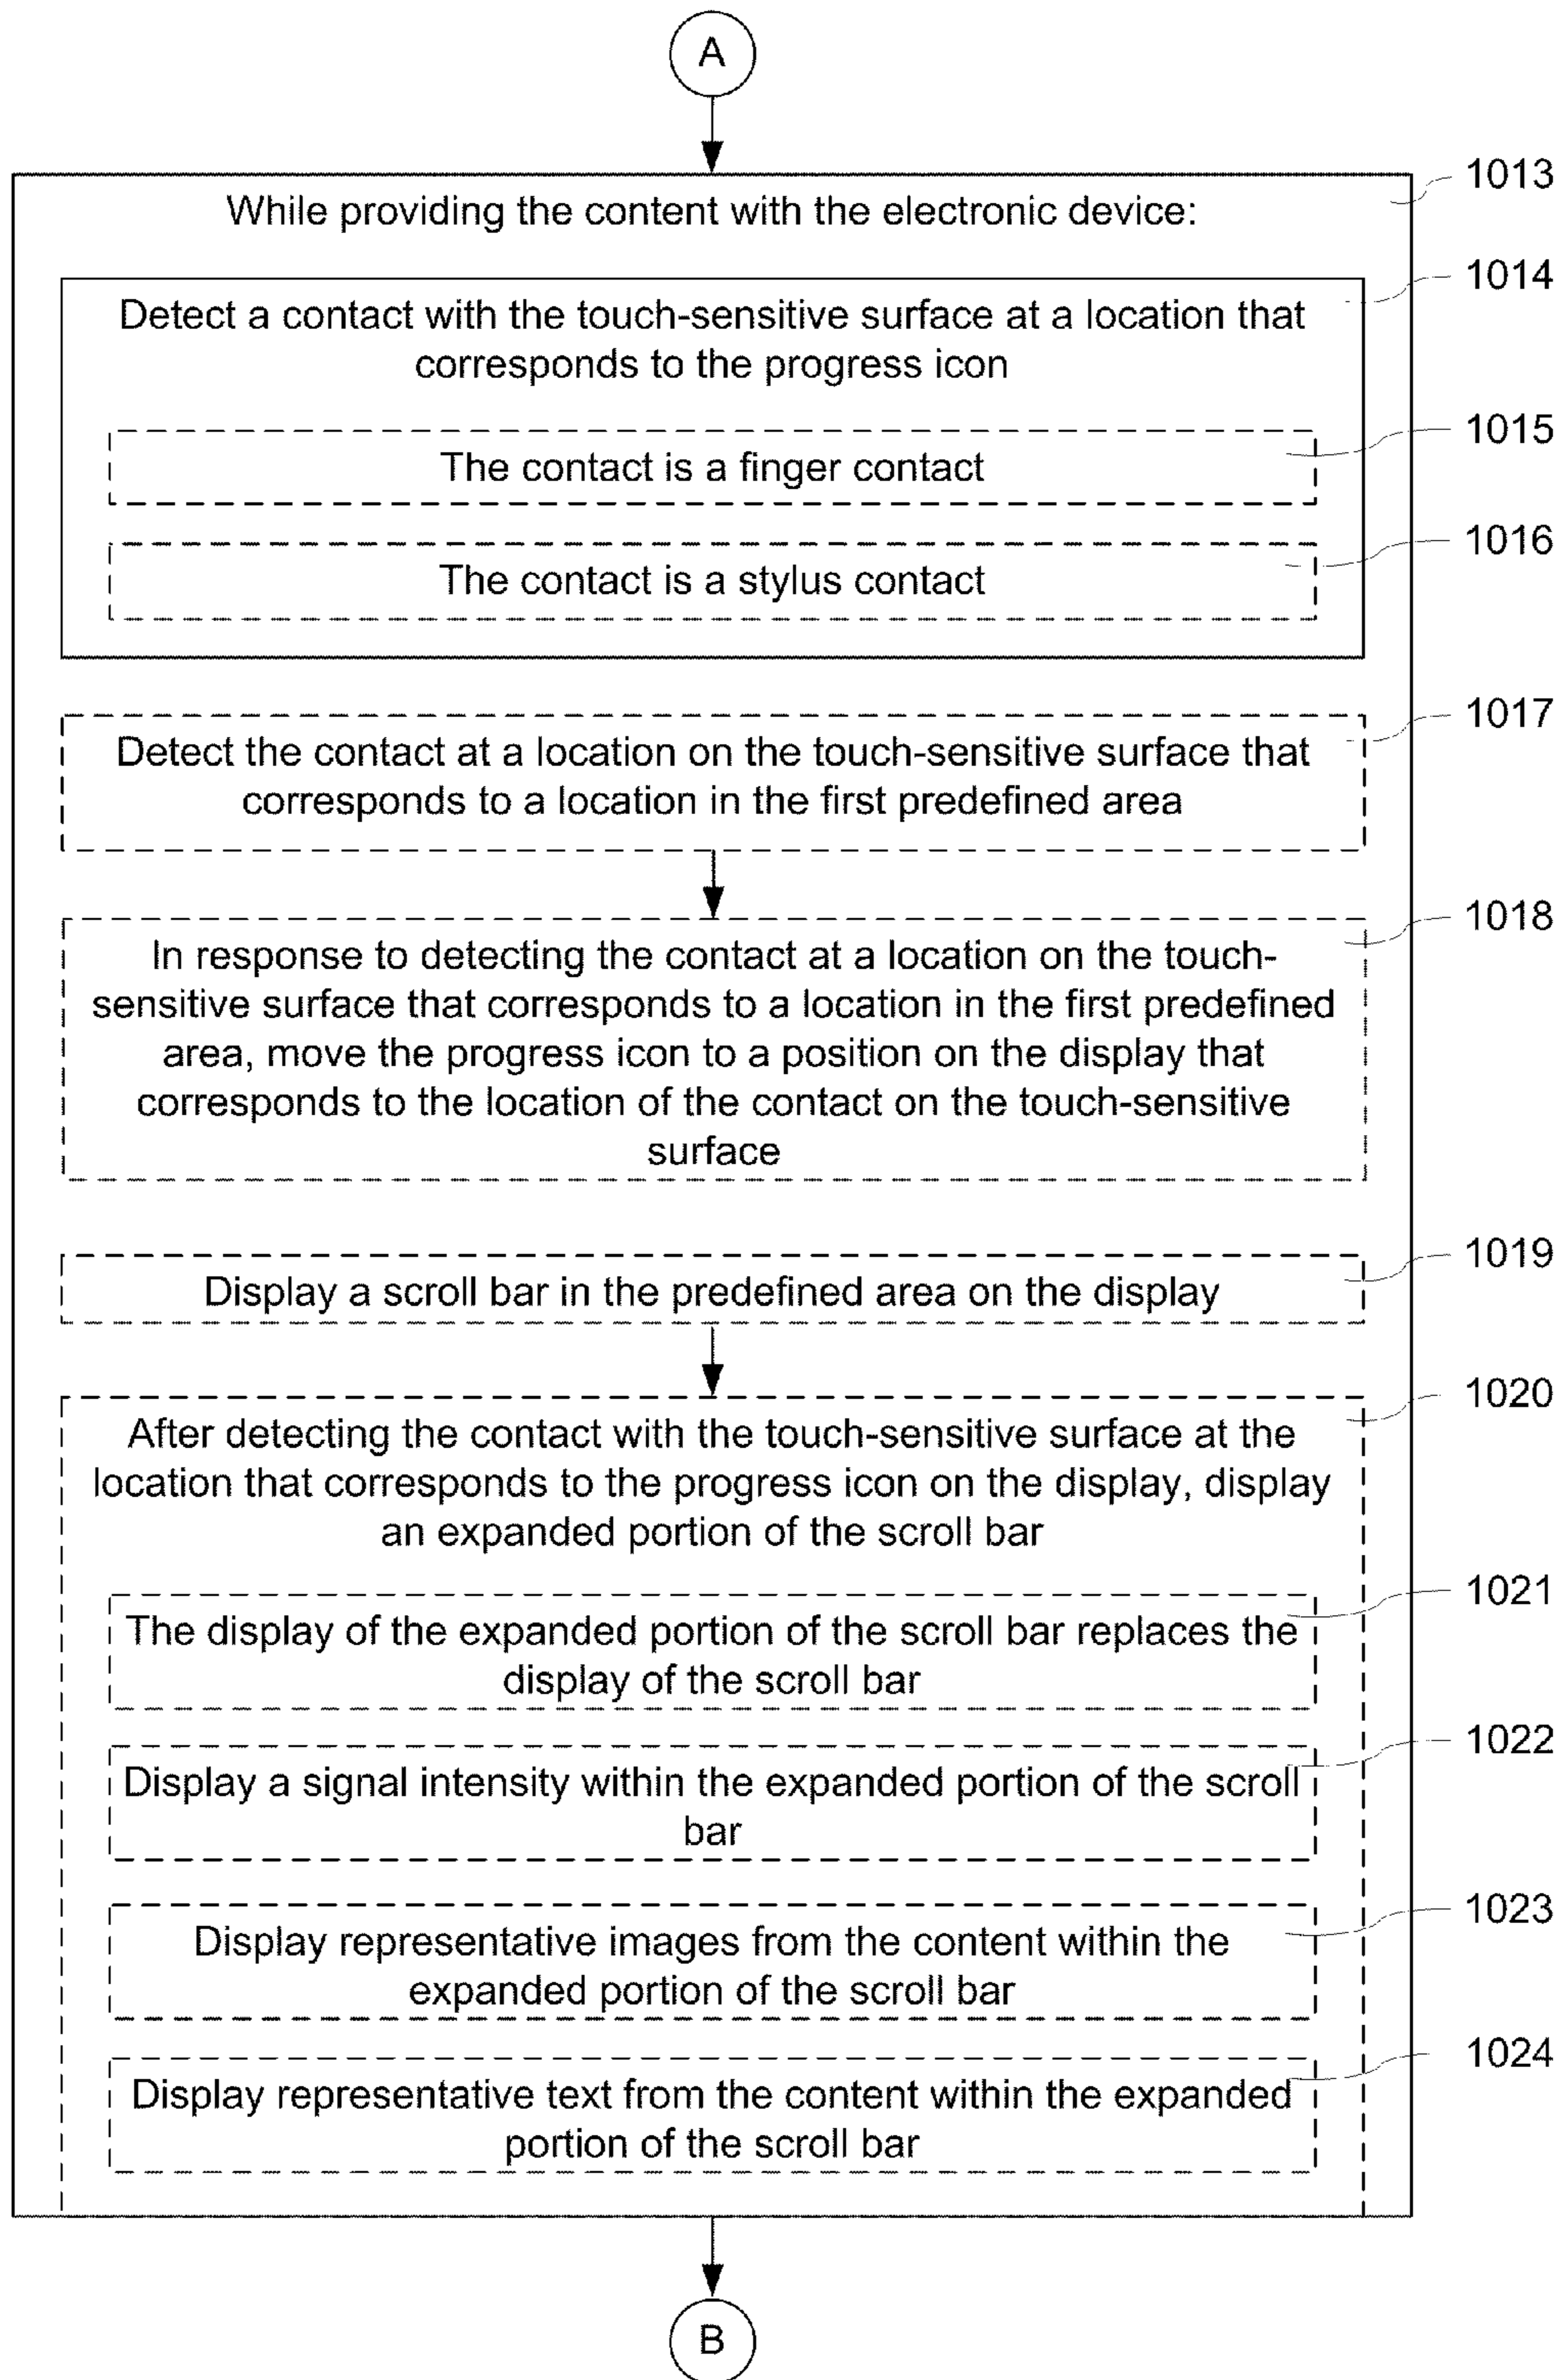 A
1013
While providing the content with the electronic device:
1014
Detect a contact with the touch-sensitive surface at a location that
corresponds to the progress icon
1015
The contact is a finger contact
1016
The contact is a stylus contact
1017
Detect the contact at a location on the touch-sensitive surface that
corresponds to a location in the first predefined area
1018
In response to detecting the contact at a location on the touch-
sensitive surface that corresponds to a location in the first predefined
area, move the progress icon to a position on the display that
corresponds to the location of the contact on the touch-sensitive
surface
1019
Display a scroll bar in the predefined area on the display
1020
After detecting the contact with the touch-sensitive surface at the
location that corresponds to the progress icon on the display, display
an expanded portion of the scroll bar
1021
The display of the expanded portion of the scroll bar replaces the
display of the scroll bar
1022
Display a signal intensity within the expanded portion of the scroll
bar
1023
Display representative images from the content within the
expanded portion of the scroll bar
1024
Display representative text from the content within the expanded
portion of the scroll bar
B